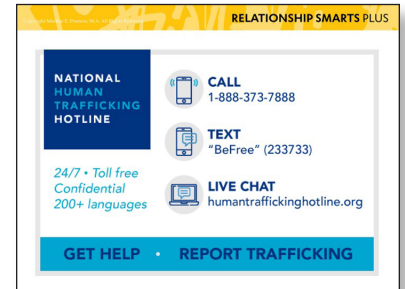 RELATIONSHIP SMARTS PLUS
NATIONAL
HUMAN
TRAFFICKING
HOTLINE
24/7 • Toll free
Confidential
200+ languages
CALL
1-888-373-7888
TEXT
"BeFree" (233733)
LIVE CHAT
humantraffickinghotline.org
GET HELP • REPORT TRAFFICKING